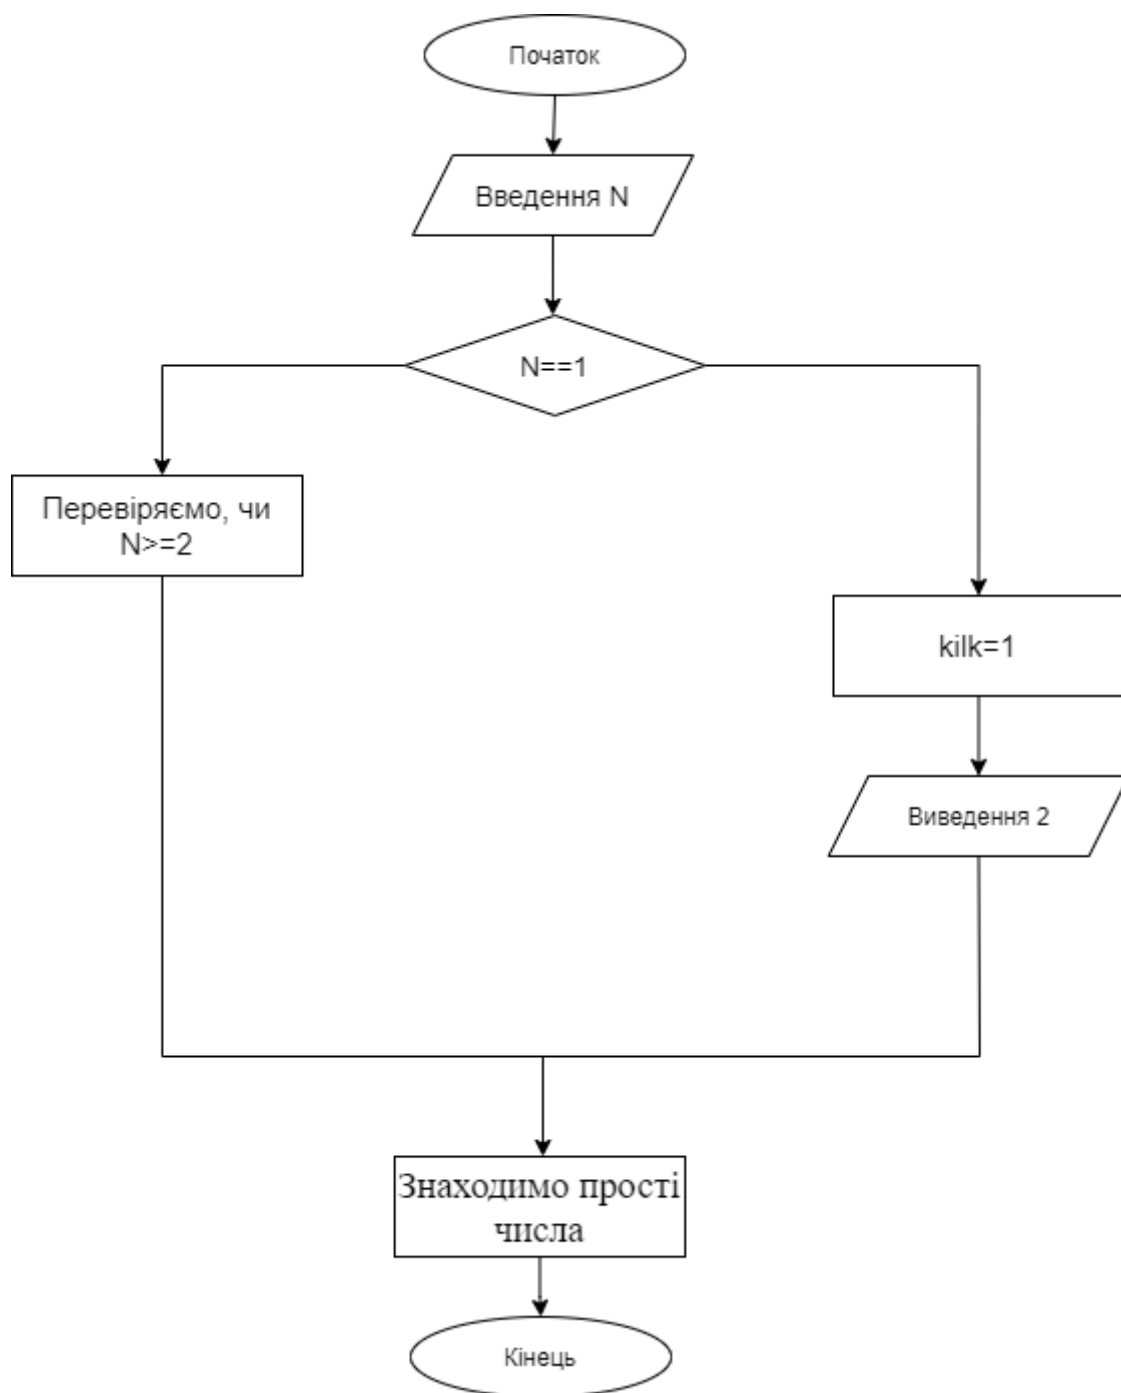 Початок
Введення N
N==1
Перевіряємо, чи
N>=2
kilk=1
Виведення 2
Знаходимо прості
числа
Кінець